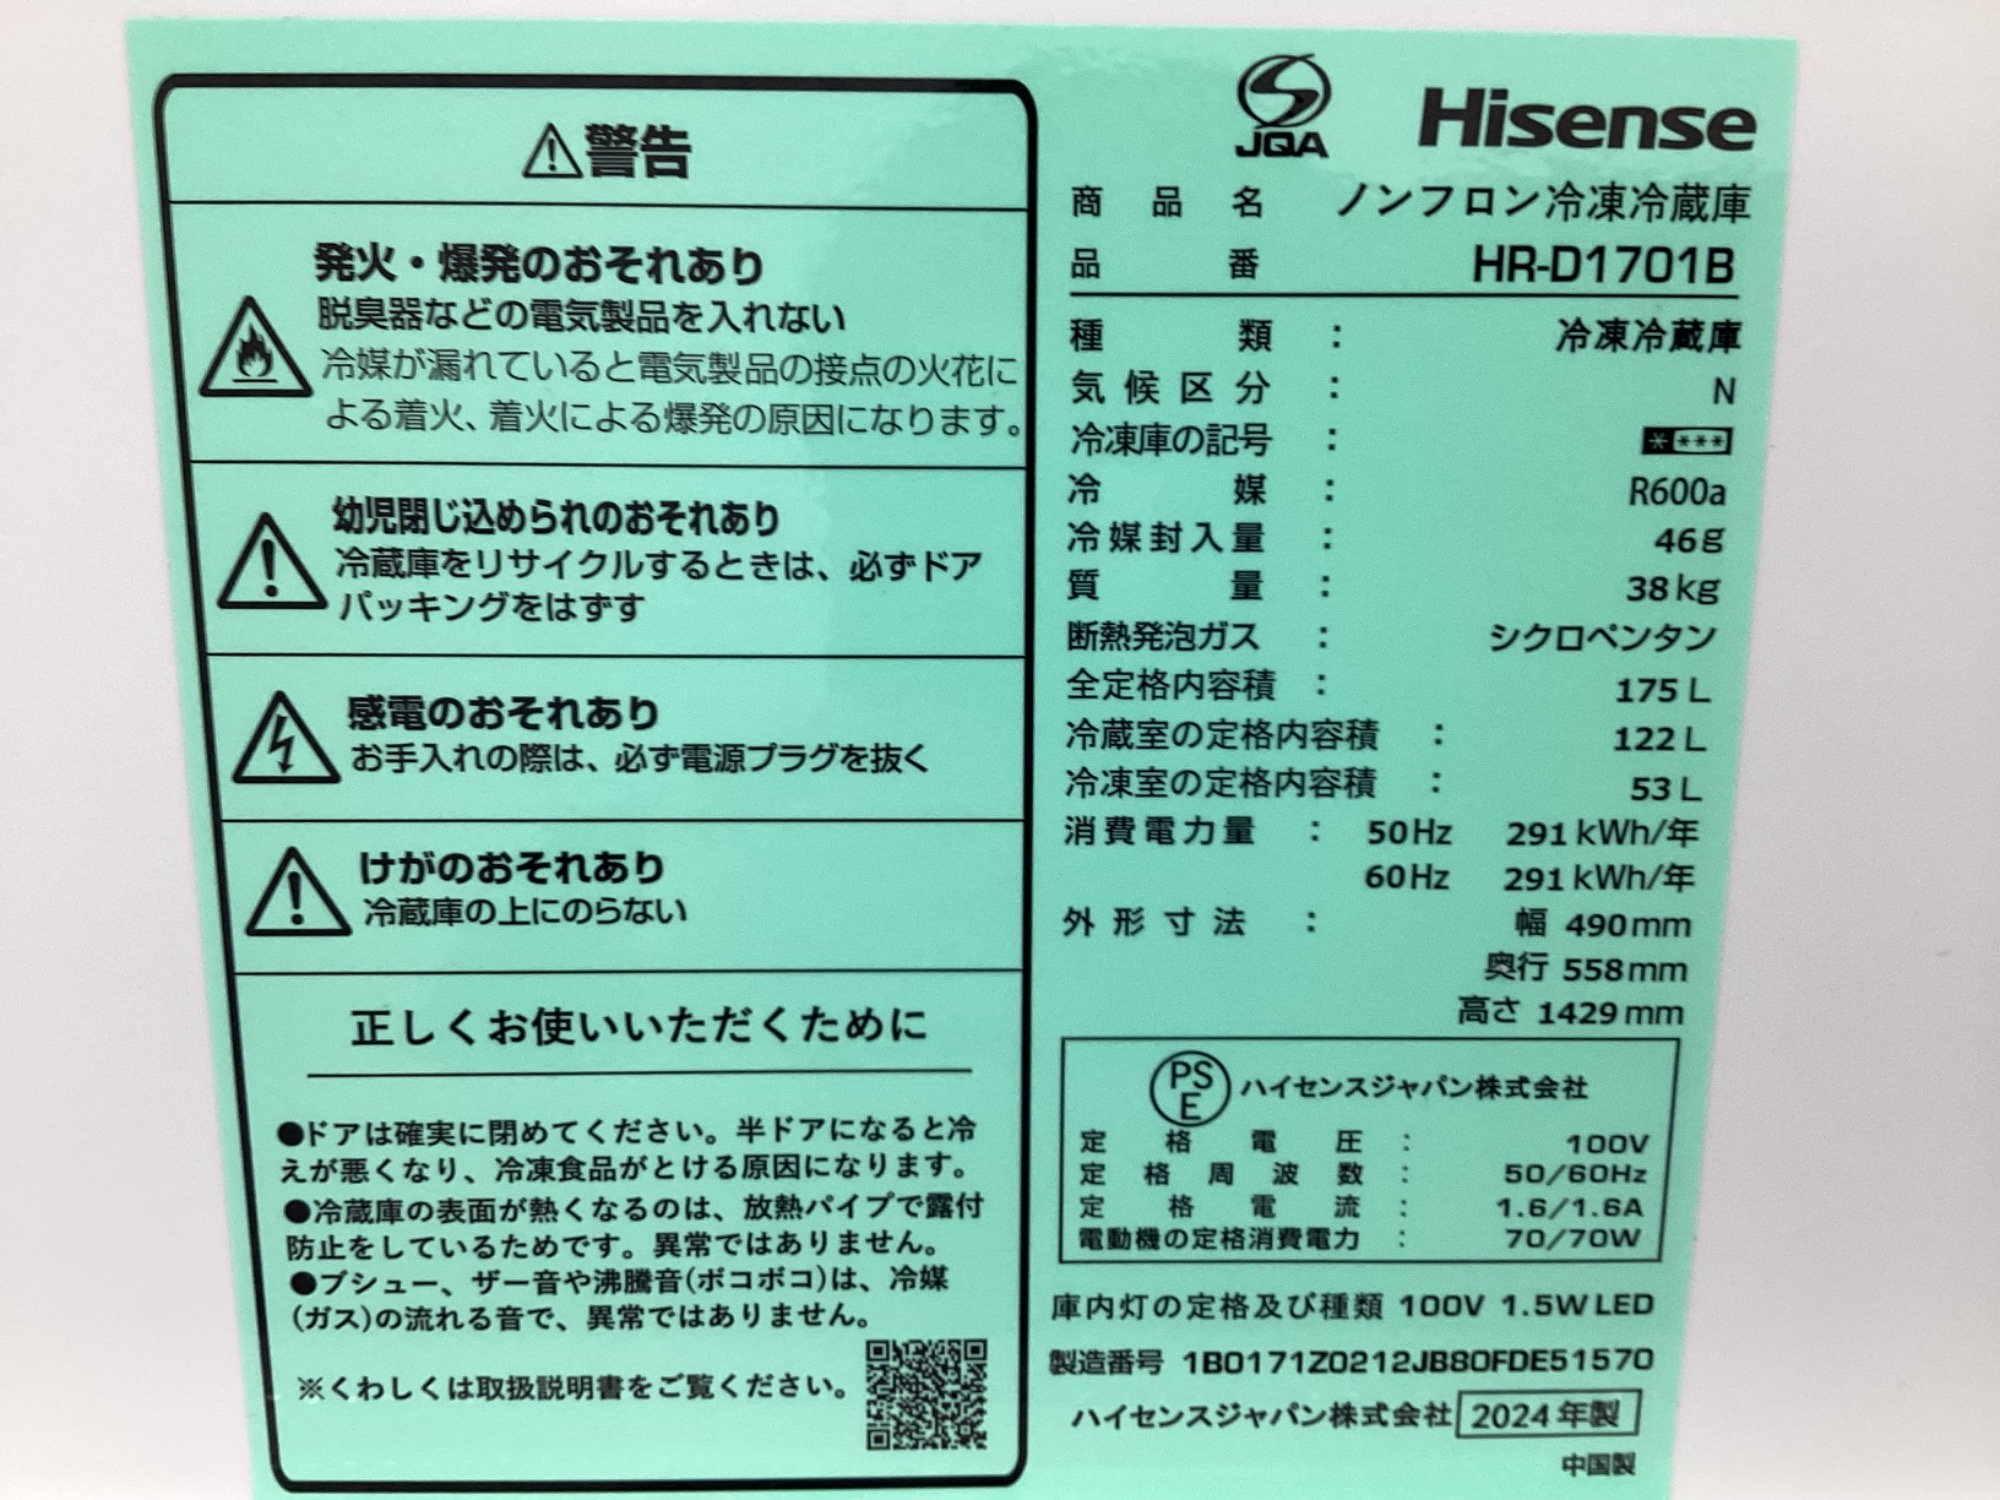 警告
発火・爆発のおそれあり
脱臭器などの電気製品を入れない
冷媒が漏れていると電気製品の接点の火花に
よる着火、着火による爆発の原因になります。
幼児閉じ込められのおそれあり
冷蔵庫をリサイクルするときは、必ずドア
パッキングをはずす
感電のおそれあり
お手入れの際は、必ず電源プラグを抜く
けがのおそれあり
冷蔵庫の上にのらない
正しくお使いいただくために
●ドアは確実に閉めてください。半ドアになると冷
えが悪くなり、冷凍食品がとける原因になります。
●冷蔵庫の表面が熱くなるのは、放熱パイプで露付
防止をしているためです。異常ではありません。
●ブシュー、ザー音や沸騰音(ボコボコ)は、冷媒
(ガス)の流れる音で、異常ではありません。
※くわしくは取扱説明書をご覧ください。
JQA Hisense
商品名 ノンフロン冷凍冷蔵庫
品番 HR-D1701B
種類 : 冷凍冷蔵庫
気候区分 : N
冷凍庫の記号 : ****
冷媒 : R600a
冷媒封入量 : 46g
質量 : 38kg
断熱発泡ガス : シクロペンタン
全定格内容積 : 175L
冷蔵室の定格内容積 : 122L
冷凍室の定格内容積 : 53L
消費電力量 : 50Hz 291kWh/年
60Hz 291kWh/年
外形寸法 : 幅 490mm
奥行 558mm
高さ 1429mm
PSE ハイセンスジャパン株式会社
定格電圧 : 100V
定格周波数 : 50/60Hz
定格電流 : 1.6/1.6A
電動機の定格消費電力 : 70/70W
庫内灯の定格及び種類 100V 1.5W LED
製造番号 1B0171Z0212JB80FDE51570
ハイセンスジャパン株式会社 2024年製
中国製